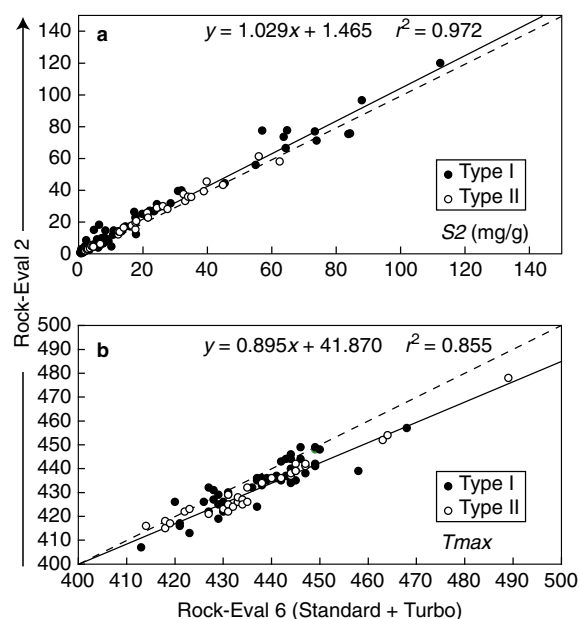 a
y = 1.029x + 1.465 r² = 0.972
140
120
100
80
60
40
20
0
Type I
Type II
S2 (mg/g)
0 20 40 60 80 100 120 140
Rock-Eval 2
b
y = 0.895x + 41.870 r² = 0.855
500
490
480
470
460
450
440
430
420
410
400
Type I
Type II
Tmax
400 410 420 430 440 450 460 470 480 490 500
Rock-Eval 6 (Standard + Turbo)